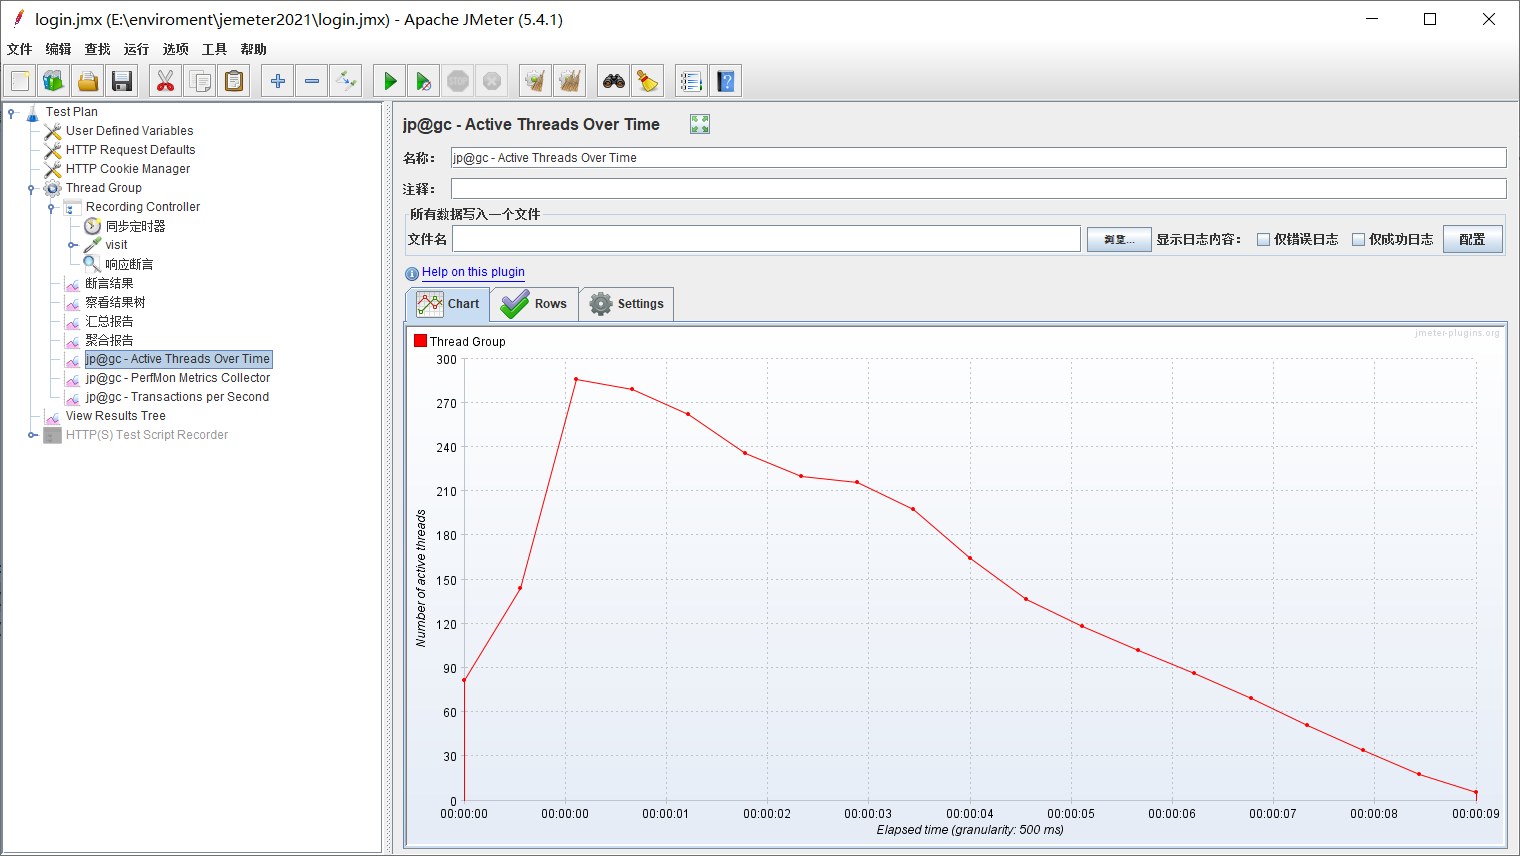 login.jmx (E:\enviroment\jemeter2021\login.jmx) - Apache JMeter (5.4.1)
文件 编辑 查找 运行 选项 工具 帮助
STOP
Test Plan
User Defined Variables
HTTP Request Defaults
HTTP Cookie Manager
Thread Group
Recording Controller
同步定时器
visit
响应断言
断言结果
察看结果树
汇总报告
聚合报告
jp@gc - Active Threads Over Time
jp@gc - PerfMon Metrics Collector
jp@gc - Transactions per Second
View Results Tree
HTTP(S) Test Script Recorder
jp@gc - Active Threads Over Time
名称： jp@gc - Active Threads Over Time
注释：
所有数据写入一个文件
文件名 浏览... 显示日志内容： 仅错误日志 仅成功日志 配置
Help on this plugin
Chart Rows Settings
jmeter-plugins.org
Thread Group
300
270
240
210
180
150
120
90
60
30
0
Number of active threads
00:00:00 00:00:00 00:00:01 00:00:02 00:00:03 00:00:04 00:00:05 00:00:06 00:00:07 00:00:08 00:00:09
Elapsed time (granularity: 500 ms)